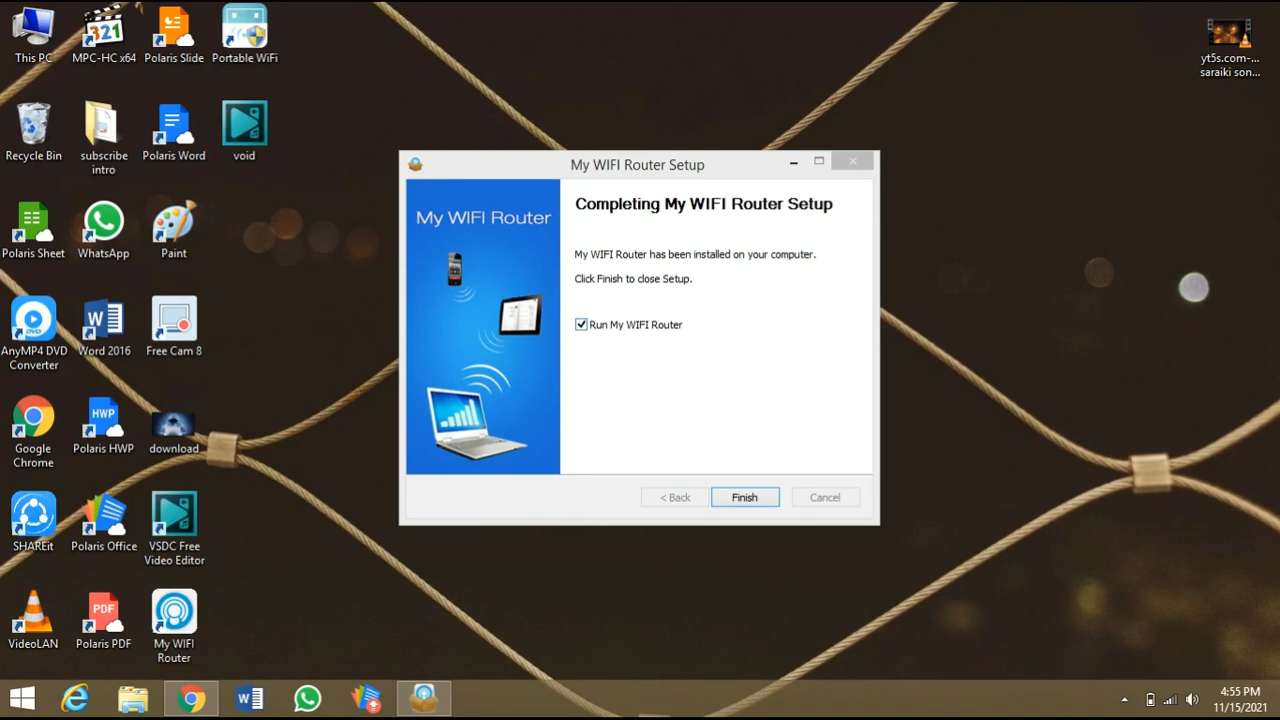 This PC
MPC-HC x64
Polaris Slide
Portable WiFi
Recycle Bin
subscribe
intro
Polaris Word
void
Polaris Sheet
WhatsApp
Paint
AnyMP4 DVD
Converter
Word 2016
Free Cam 8
Google
Chrome
Polaris HWP
download
SHAREit
Polaris Office
VSDC Free
Video Editor
VideoLAN
Polaris PDF
My WIFI
Router
321
DVD
W
HWP
PDF
yt5s.com-...
saraiki son...
My WIFI Router Setup
My WIFI Router
Completing My WIFI Router Setup
My WIFI Router has been installed on your computer.
Click Finish to close Setup.
Run My WIFI Router
< Back
Finish
Cancel
W
4:55 PM
11/15/2021